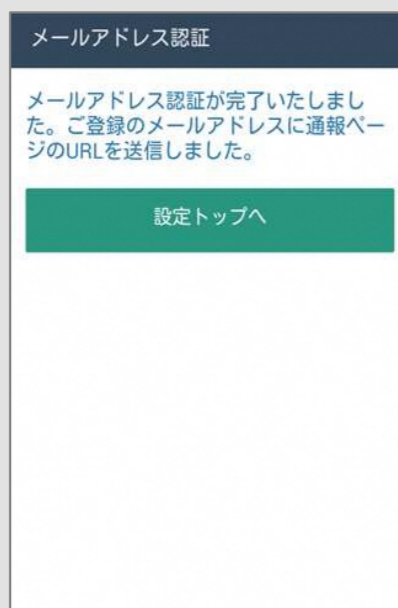 メールアドレス認証
メールアドレス認証が完了いたしまし
た。ご登録のメールアドレスに通報ペー
ジのURLを送信しました。
設定トップへ